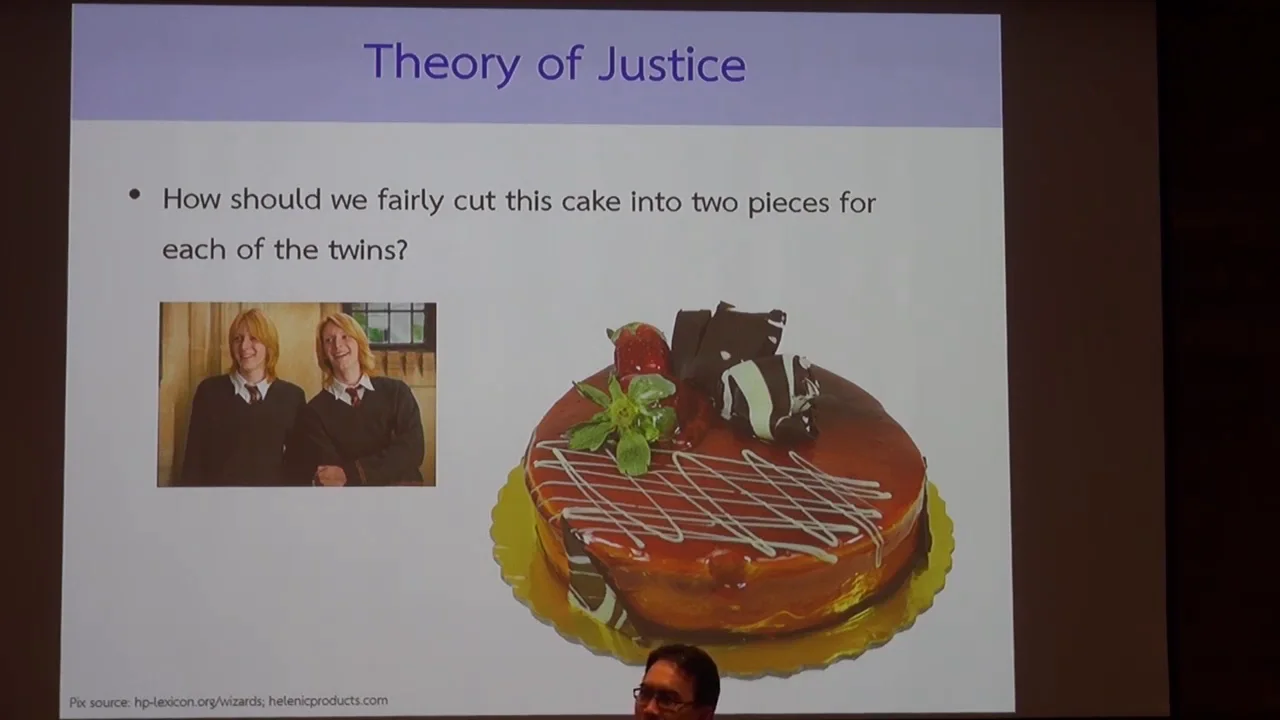 Theory of Justice
• How should we fairly cut this cake into two pieces for
each of the twins?
Pix source: hp-lexicon.org/wizards; helenicproducts.com